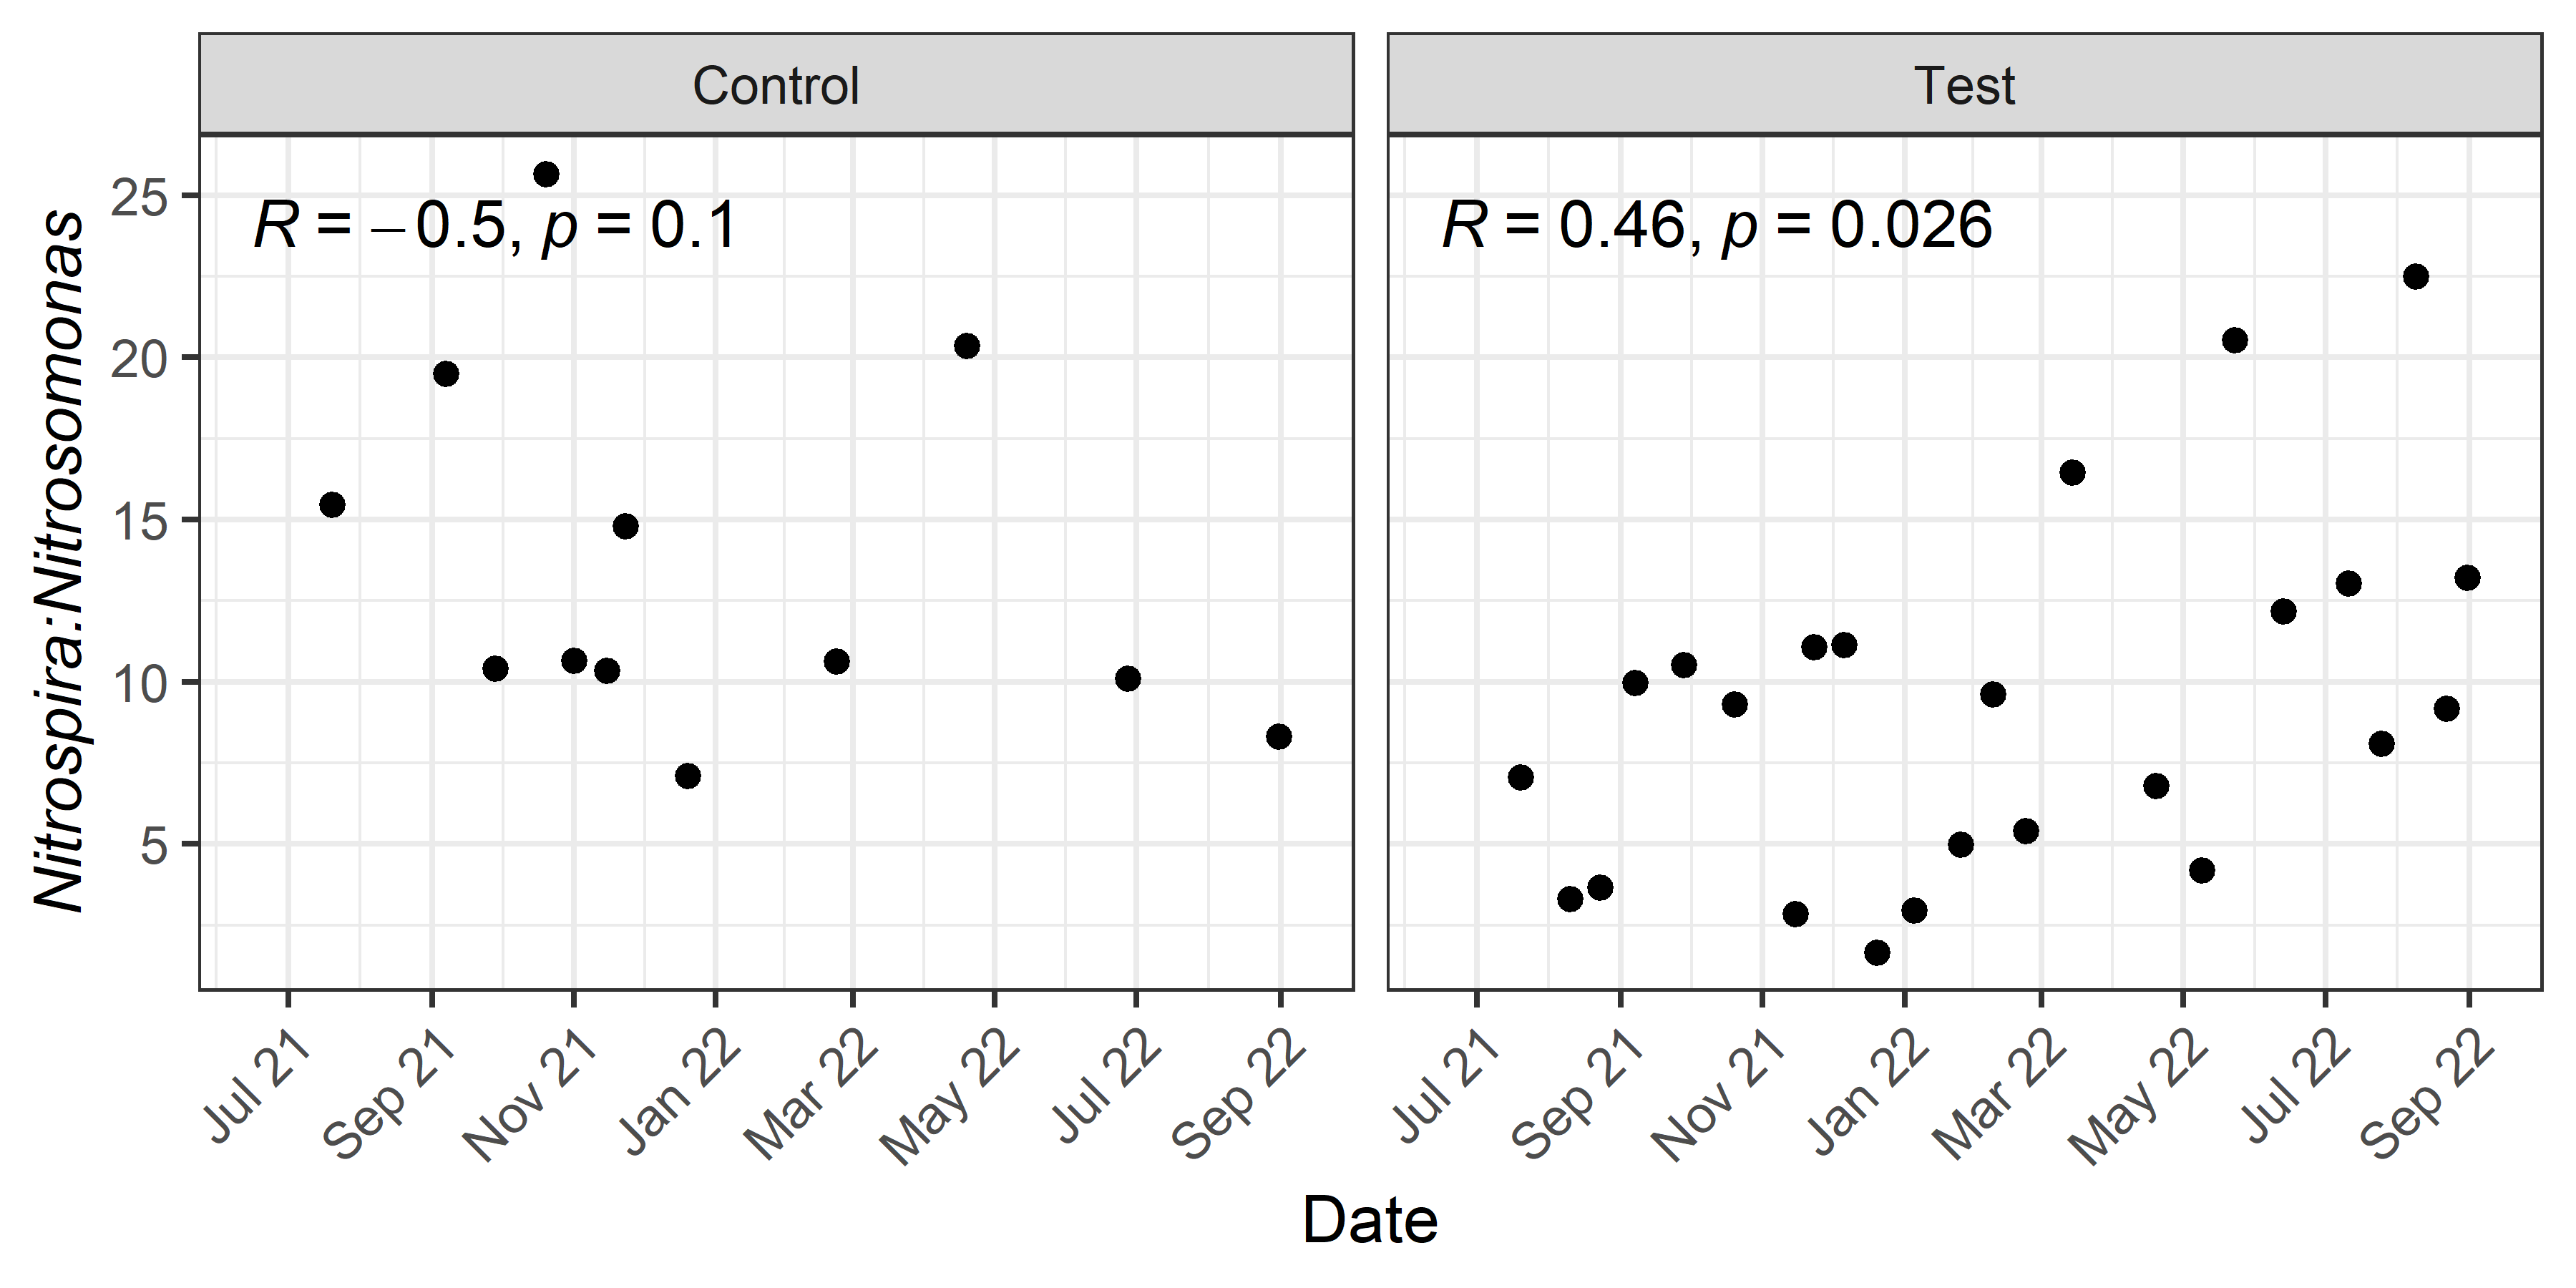 Control
Test
Nitrospira:Nitrosomonas
25
20
15
10
5
R = −0.5, p = 0.1
R = 0.46, p = 0.026
Jul 21
Sep 21
Nov 21
Jan 22
Mar 22
May 22
Jul 22
Sep 22
Jul 21
Sep 21
Nov 21
Jan 22
Mar 22
May 22
Jul 22
Sep 22
Date